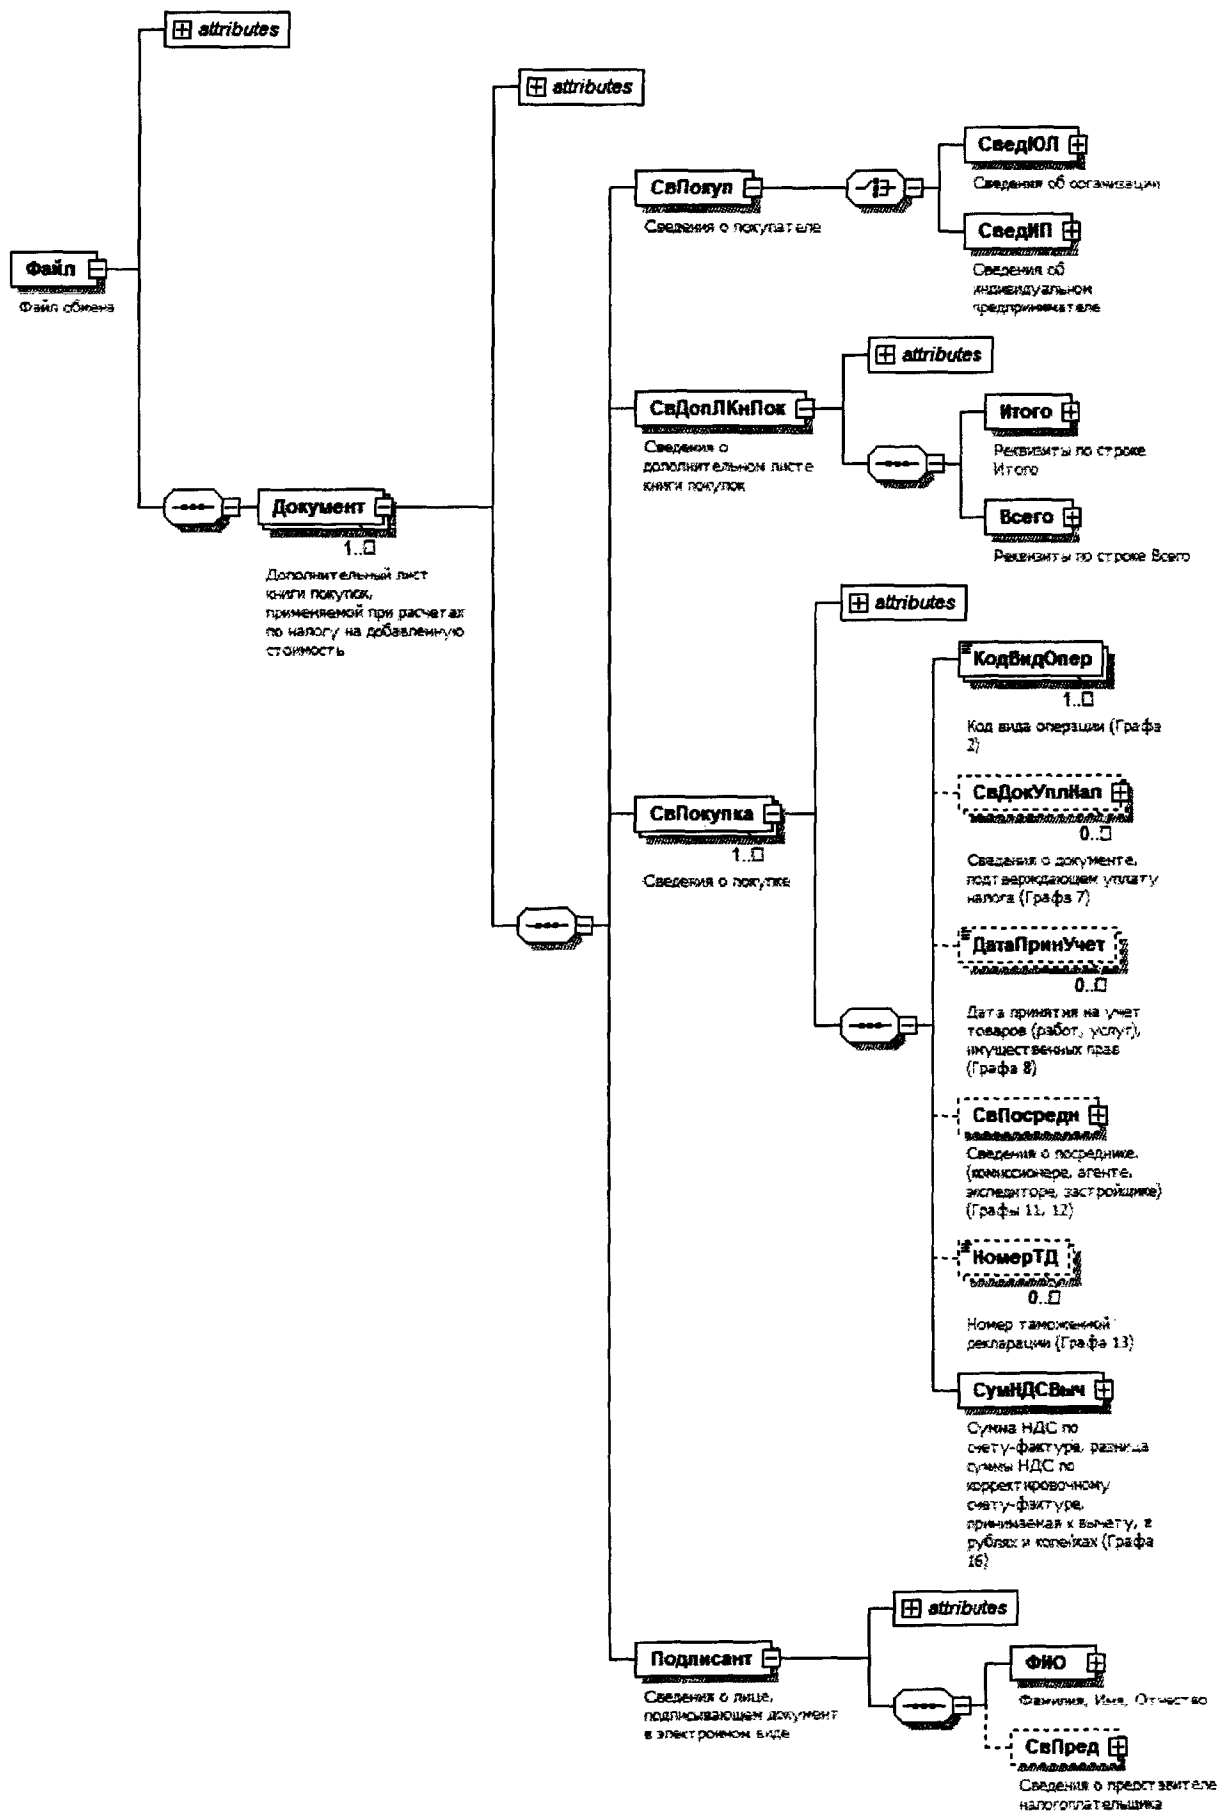 attributes
attributes
СведЮЛ
Сведения об организации
СвПокуп
Сведения о покупателе
СведИП
Сведения об
индивидуальном
предпринимателе
Файл
Файл обмена
attributes
СвДопЛКнПок
Сведения о
дополнительном листе
книги покупок
Итого
Реквизиты по строке
Итого
Всего
Реквизиты по строке Всего
Документ
1..□
Дополнительный лист
книги покупок,
применяемой при расчетах
по налогу на добавленную
стоимость
attributes
КодВидОпер
1..□
Код вида операции (Графа
2)
СвДокУплНал
0..□
Сведения о документе,
подтверждающем уплату
налога (Графа 7)
СвПокупка
1..□
Сведения о покупке
ДатаПринУчет
0..□
Дата принятия на учет
товаров (работ, услуг),
имущественных прав
(Графа 8)
СвПосредн
Сведения о посреднике,
(комиссионере, агенте,
экспедиторе, застройщике)
(Графы 11, 12)
НомерТД
0..□
Номер таможенной
декларации (Графа 13)
СумНДСВыч
Сумма НДС по
счету-фактуре, разница
суммы НДС по
корректировочному
счету-фактуре,
принимаемая к вычету, в
рублях и копейках (Графа
16)
attributes
Подписант
Сведения о лице,
подписывающем документ
в электронном виде
ФИО
Фамилия, Имя, Отчество
СвПред
Сведения о представителе
налогоплательщика